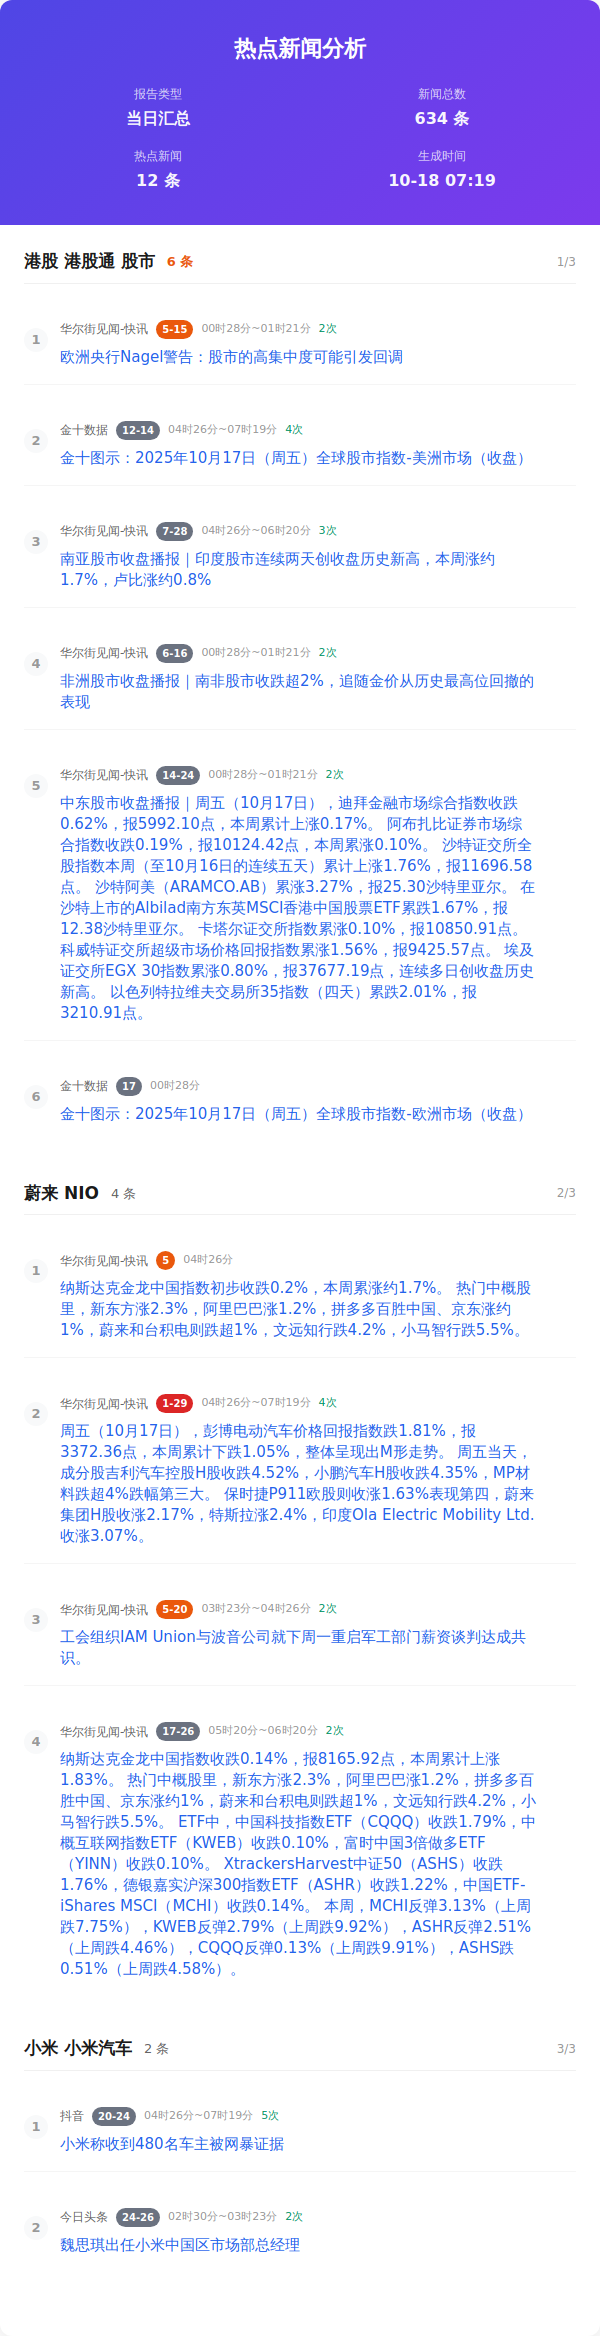 热点新闻分析
报告类型
新闻总数
当日汇总
634 条
热点新闻
生成时间
12 条
10-18 07:19
港股 港股通 股市 6 条 1/3
1 华尔街见闻-快讯 5-15 00时28分~01时21分 2次
欧洲央行Nagel警告：股市的高集中度可能引发回调
2 金十数据 12-14 04时26分~07时19分 4次
金十图示：2025年10月17日（周五）全球股市指数-美洲市场（收盘）
3 华尔街见闻-快讯 7-28 04时26分~06时20分 3次
南亚股市收盘播报｜印度股市连续两天创收盘历史新高，本周涨约
1.7%，卢比涨约0.8%
4 华尔街见闻-快讯 6-16 00时28分~01时21分 2次
非洲股市收盘播报｜南非股市收跌超2%，追随金价从历史最高位回撤的
表现
5 华尔街见闻-快讯 14-24 00时28分~01时21分 2次
中东股市收盘播报｜周五（10月17日），迪拜金融市场综合指数收跌
0.62%，报5992.10点，本周累计上涨0.17%。 阿布扎比证券市场综
合指数收跌0.19%，报10124.42点，本周累涨0.10%。 沙特证交所全
股指数本周（至10月16日的连续五天）累计上涨1.76%，报11696.58
点。 沙特阿美（ARAMCO.AB）累涨3.27%，报25.30沙特里亚尔。 在
沙特上市的Albilad南方东英MSCI香港中国股票ETF累跌1.67%，报
12.38沙特里亚尔。 卡塔尔证交所指数累涨0.10%，报10850.91点。
科威特证交所超级市场价格回报指数累涨1.56%，报9425.57点。 埃及
证交所EGX 30指数累涨0.80%，报37677.19点，连续多日创收盘历史
新高。 以色列特拉维夫交易所35指数（四天）累跌2.01%，报
3210.91点。
6 金十数据 17 00时28分
金十图示：2025年10月17日（周五）全球股市指数-欧洲市场（收盘）
蔚来 NIO 4 条 2/3
1 华尔街见闻-快讯 5 04时26分
纳斯达克金龙中国指数初步收跌0.2%，本周累涨约1.7%。 热门中概股
里，新东方涨2.3%，阿里巴巴涨1.2%，拼多多百胜中国、京东涨约
1%，蔚来和台积电则跌超1%，文远知行跌4.2%，小马智行跌5.5%。
2 华尔街见闻-快讯 1-29 04时26分~07时19分 4次
周五（10月17日），彭博电动汽车价格回报指数跌1.81%，报
3372.36点，本周累计下跌1.05%，整体呈现出M形走势。 周五当天，
成分股吉利汽车控股H股收跌4.52%，小鹏汽车H股收跌4.35%，MP材
料跌超4%跌幅第三大。 保时捷P911欧股则收涨1.63%表现第四，蔚来
集团H股收涨2.17%，特斯拉涨2.4%，印度Ola Electric Mobility Ltd.
收涨3.07%。
3 华尔街见闻-快讯 5-20 03时23分~04时26分 2次
工会组织IAM Union与波音公司就下周一重启军工部门薪资谈判达成共
识。
4 华尔街见闻-快讯 17-26 05时20分~06时20分 2次
纳斯达克金龙中国指数收跌0.14%，报8165.92点，本周累计上涨
1.83%。 热门中概股里，新东方涨2.3%，阿里巴巴涨1.2%，拼多多百
胜中国、京东涨约1%，蔚来和台积电则跌超1%，文远知行跌4.2%，小
马智行跌5.5%。 ETF中，中国科技指数ETF（CQQQ）收跌1.79%，中
概互联网指数ETF（KWEB）收跌0.10%，富时中国3倍做多ETF
（YINN）收跌0.10%。 XtrackersHarvest中证50（ASHS）收跌
1.76%，德银嘉实沪深300指数ETF（ASHR）收跌1.22%，中国ETF-
iShares MSCI（MCHI）收跌0.14%。 本周，MCHI反弹3.13%（上周
跌7.75%），KWEB反弹2.79%（上周跌9.92%），ASHR反弹2.51%
（上周跌4.46%），CQQQ反弹0.13%（上周跌9.91%），ASHS跌
0.51%（上周跌4.58%）。
小米 小米汽车 2 条 3/3
1 抖音 20-24 04时26分~07时19分 5次
小米称收到480名车主被网暴证据
2 今日头条 24-26 02时30分~03时23分 2次
魏思琪出任小米中国区市场部总经理